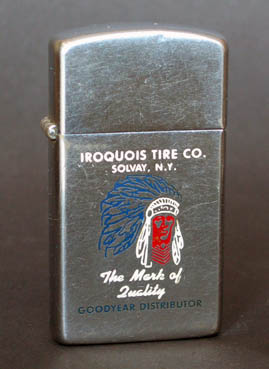 IROQUOIS TIRE CO.
SOLVAY, N.Y.
The Mark of
Quality
GOODYEAR DISTRIBUTOR